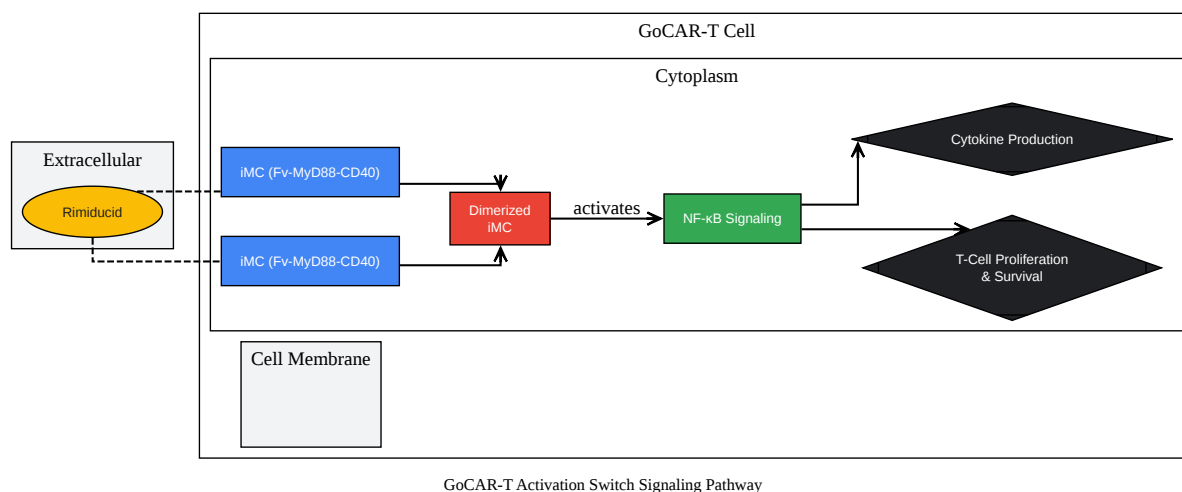 GoCAR-T Cell
Cytoplasm
Extracellular
Rimiducid
iMC (Fv-MyD88-CD40)
iMC (Fv-MyD88-CD40)
Dimerized
iMC
activates
NF-κB Signaling
Cytokine Production
T-Cell Proliferation
& Survival
Cell Membrane
GoCAR-T Activation Switch Signaling Pathway